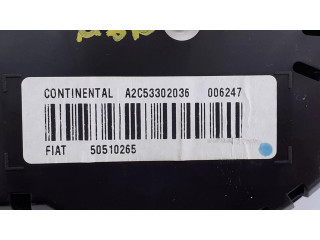 CONTINENTAL A2C53302036 006247
FIAT 50510265